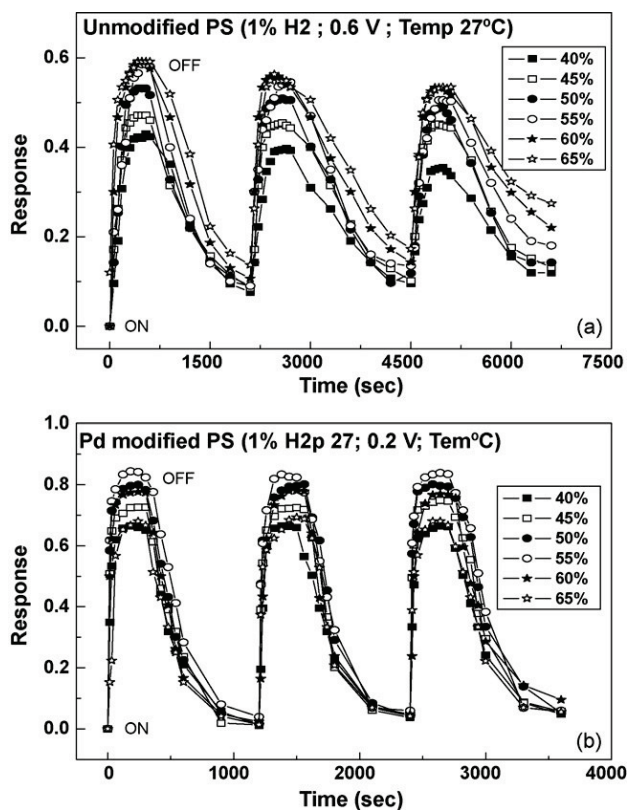 Unmodified PS (1% H2 ; 0.6 V ; Temp 27ºC)
0.6
0.4
0.2
0.0
Response
OFF
ON
40%
45%
50%
55%
60%
65%
(a)
0 1500 3000 4500 6000 7500
Time (sec)
Pd modified PS (1% H2p 27; 0.2 V; TemºC)
1.0
0.8
0.6
0.4
0.2
0.0
Response
OFF
ON
40%
45%
50%
55%
60%
65%
(b)
0 1000 2000 3000 4000
Time (sec)